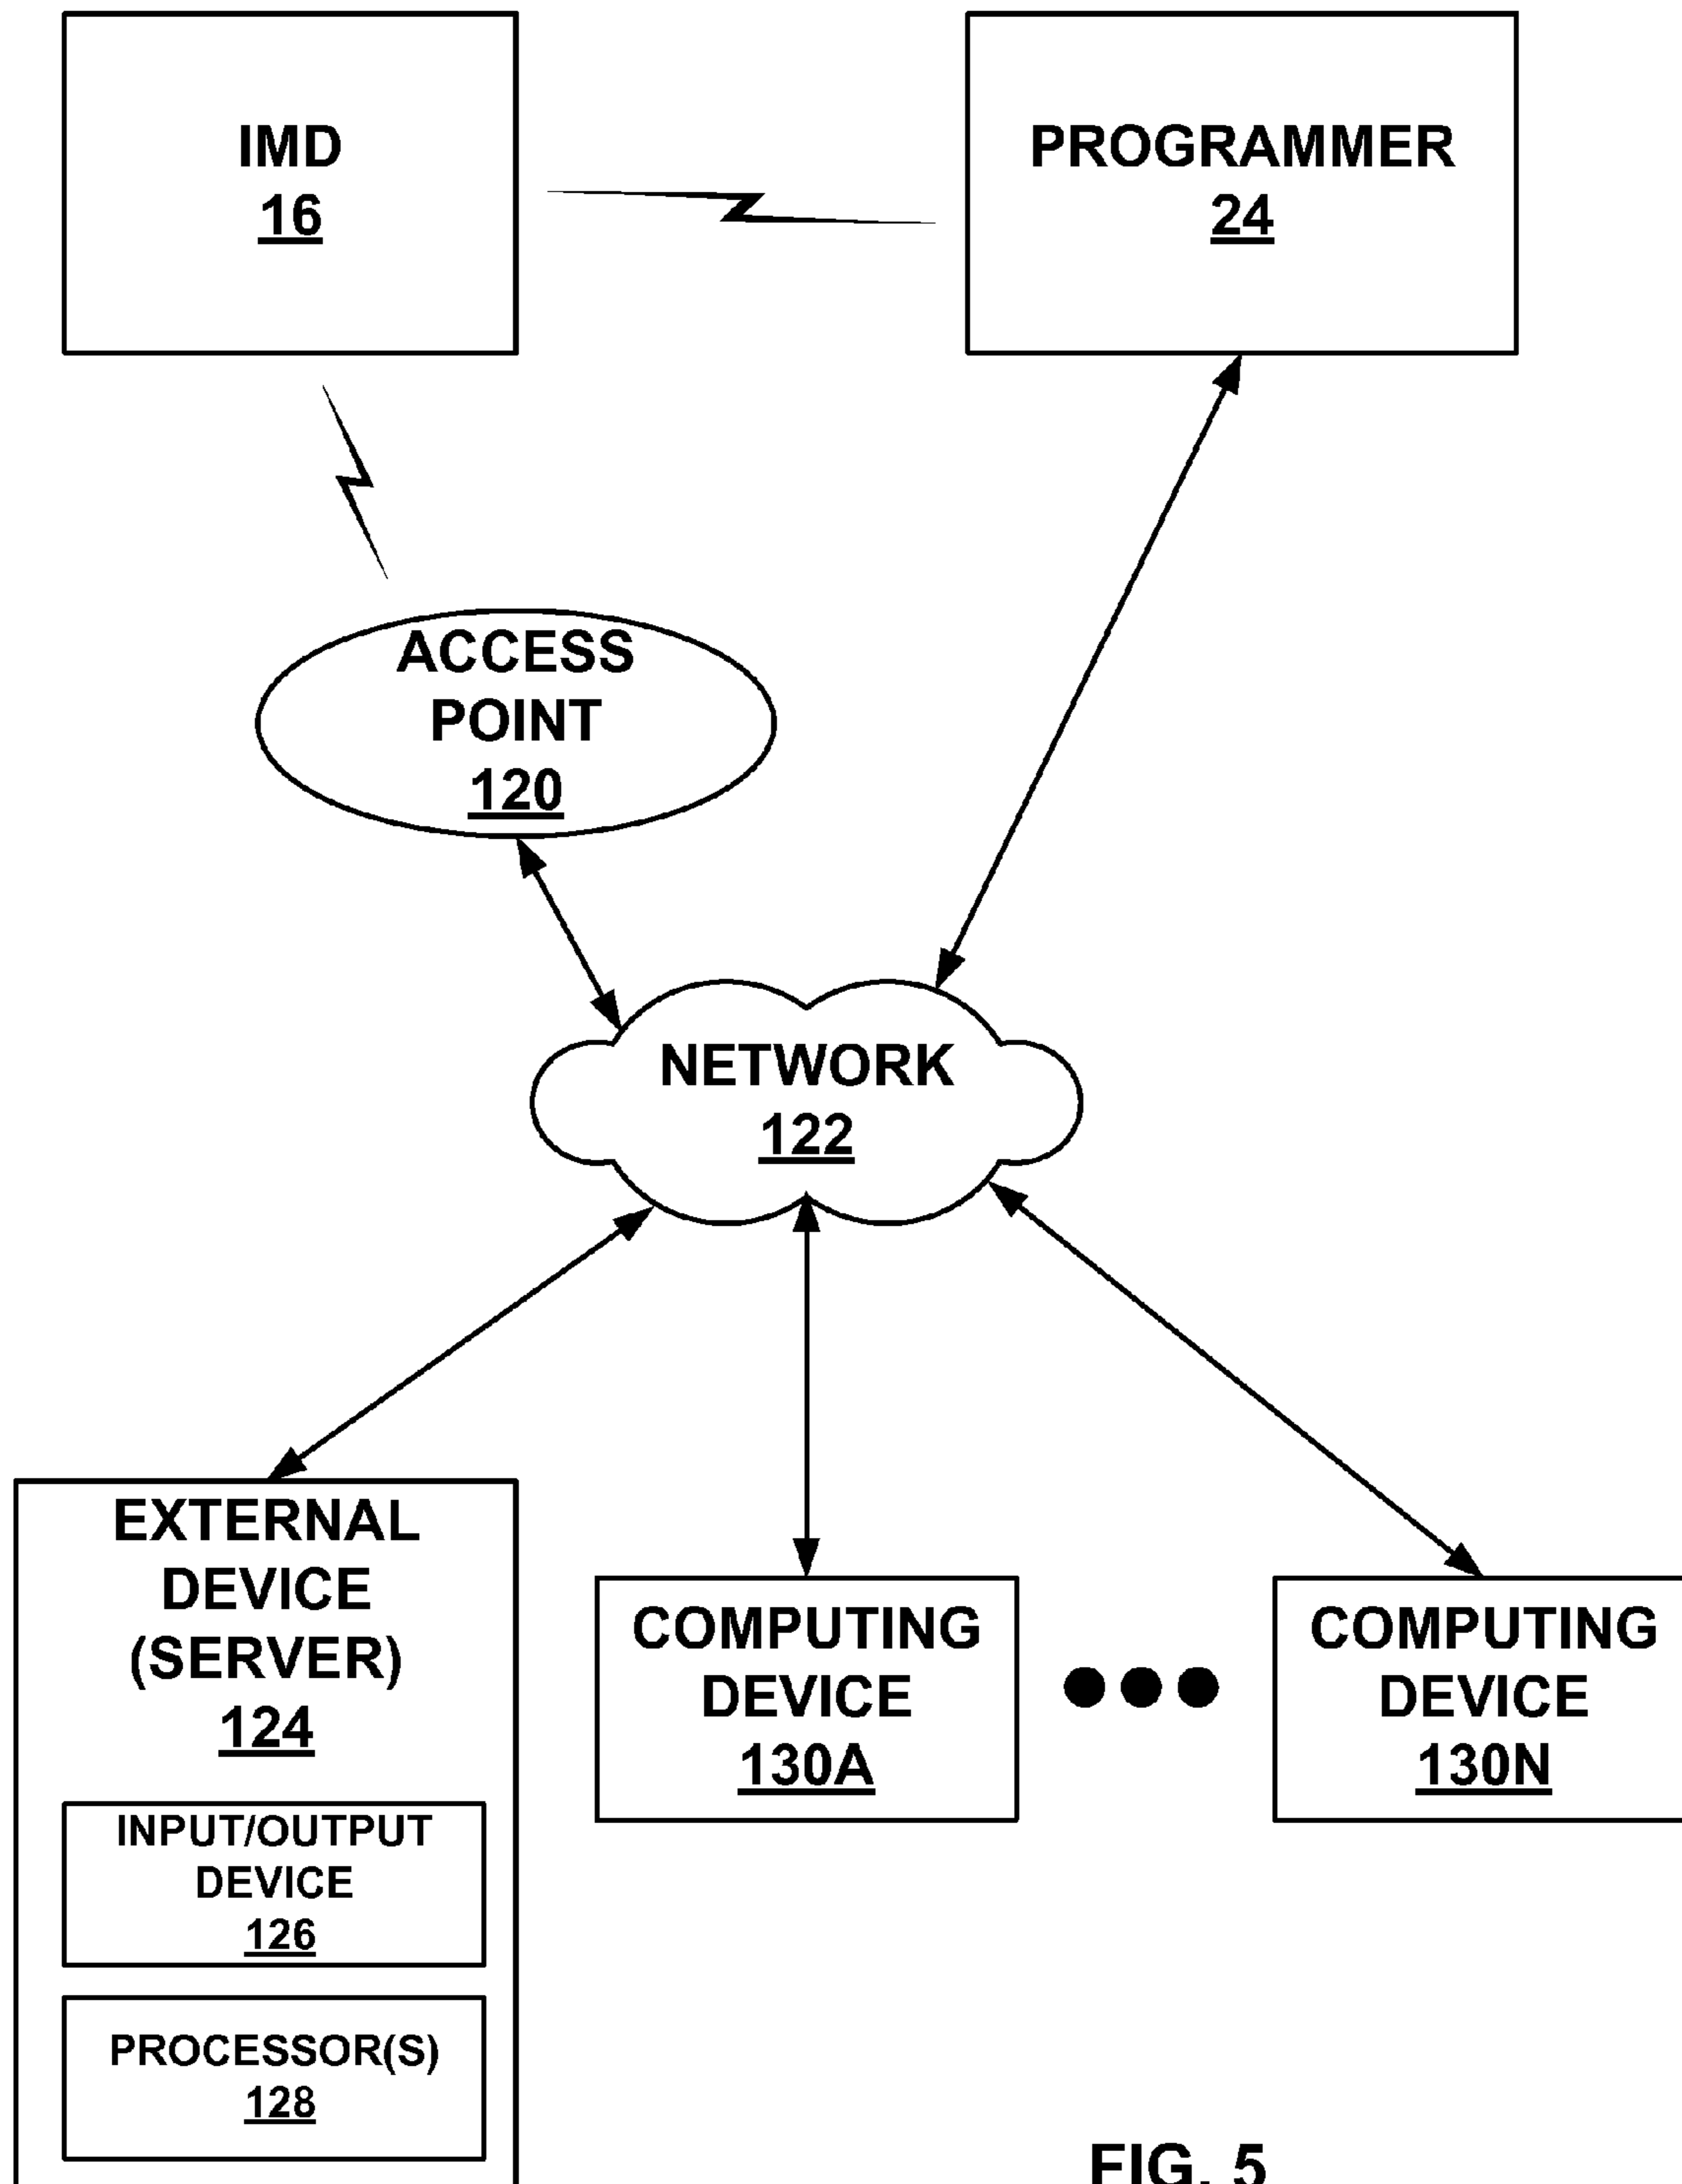 IMD
16
PROGRAMMER
24
ACCESS
POINT
120
NETWORK
122
EXTERNAL
DEVICE
(SERVER)
124
INPUT/OUTPUT
DEVICE
126
PROCESSOR(S)
128
COMPUTING
DEVICE
130A
COMPUTING
DEVICE
130N
FIG. 5